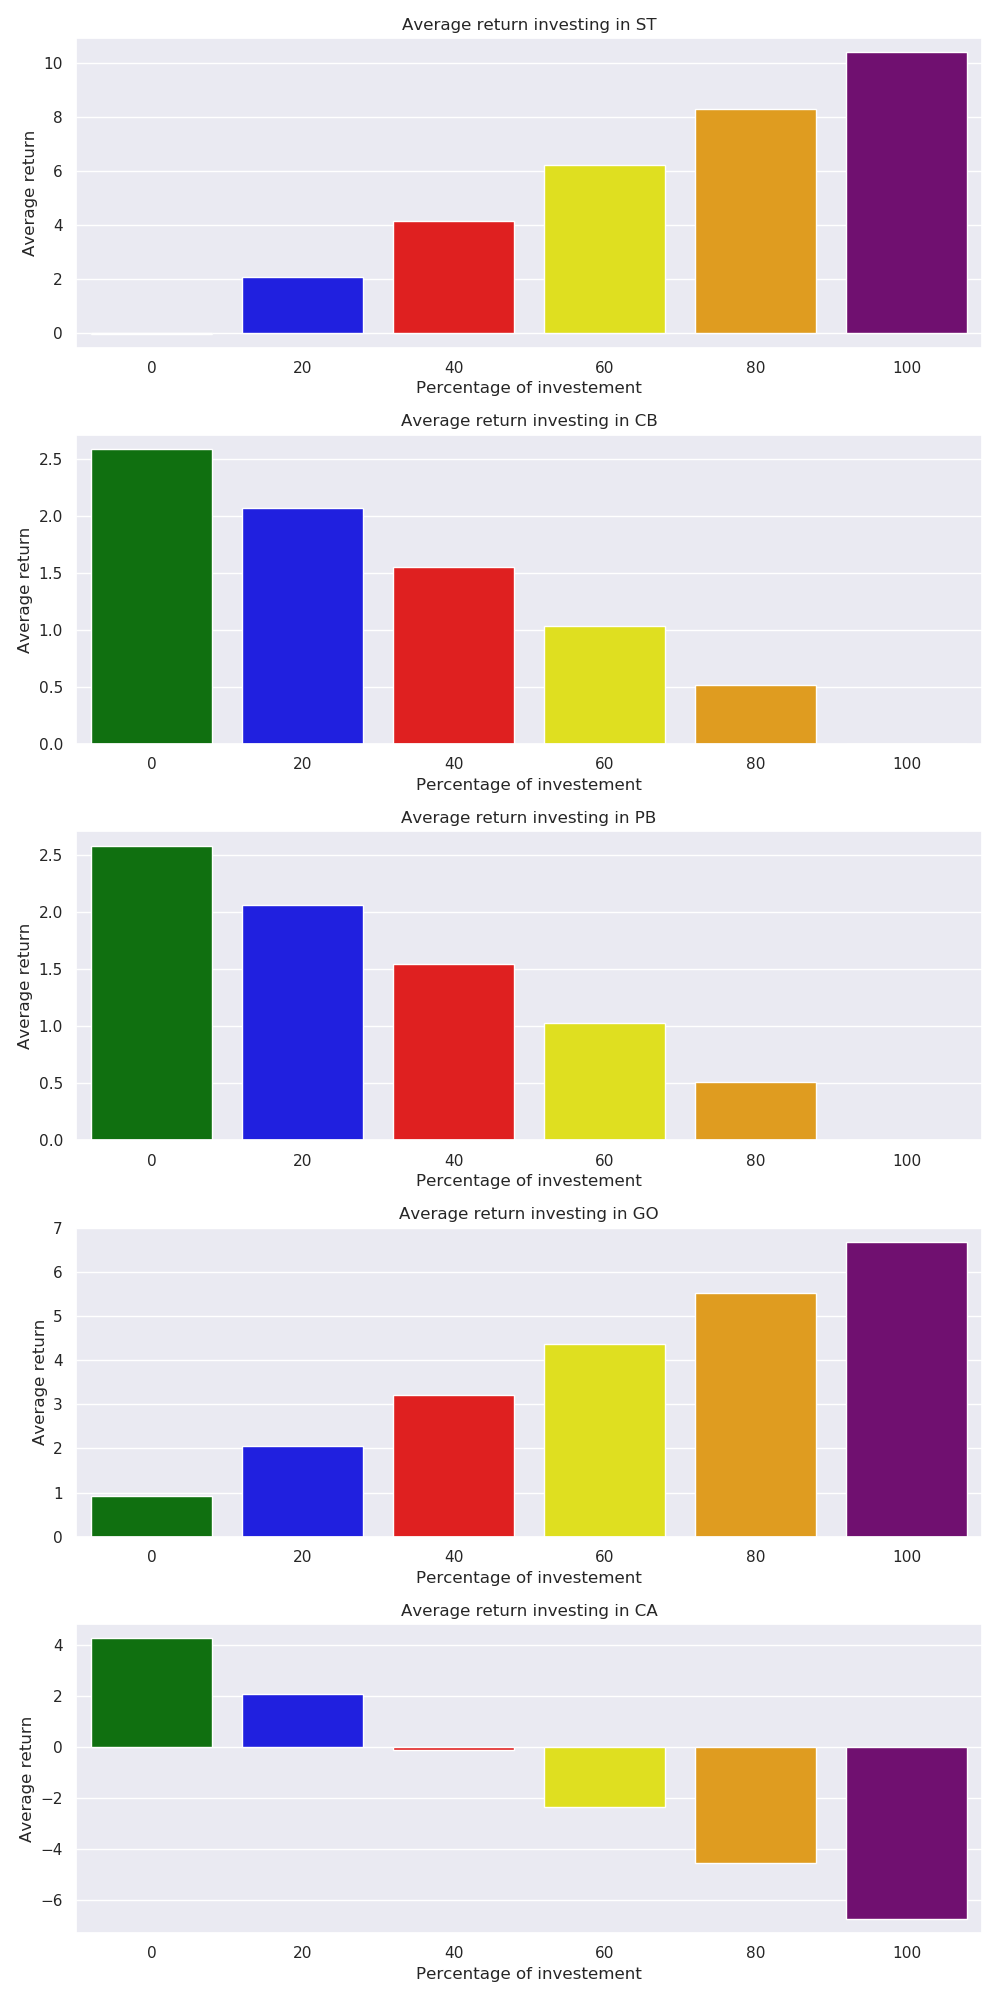 Average return investing in ST
10
8
6
4
2
0
Average return
0 20 40 60 80 100
Percentage of investement
Average return investing in CB
2.5
2.0
1.5
1.0
0.5
0.0
Average return
0 20 40 60 80 100
Percentage of investement
Average return investing in PB
2.5
2.0
1.5
1.0
0.5
0.0
Average return
0 20 40 60 80 100
Percentage of investement
Average return investing in GO
7
6
5
4
3
2
1
0
Average return
0 20 40 60 80 100
Percentage of investement
Average return investing in CA
4
2
0
−2
−4
−6
Average return
0 20 40 60 80 100
Percentage of investement